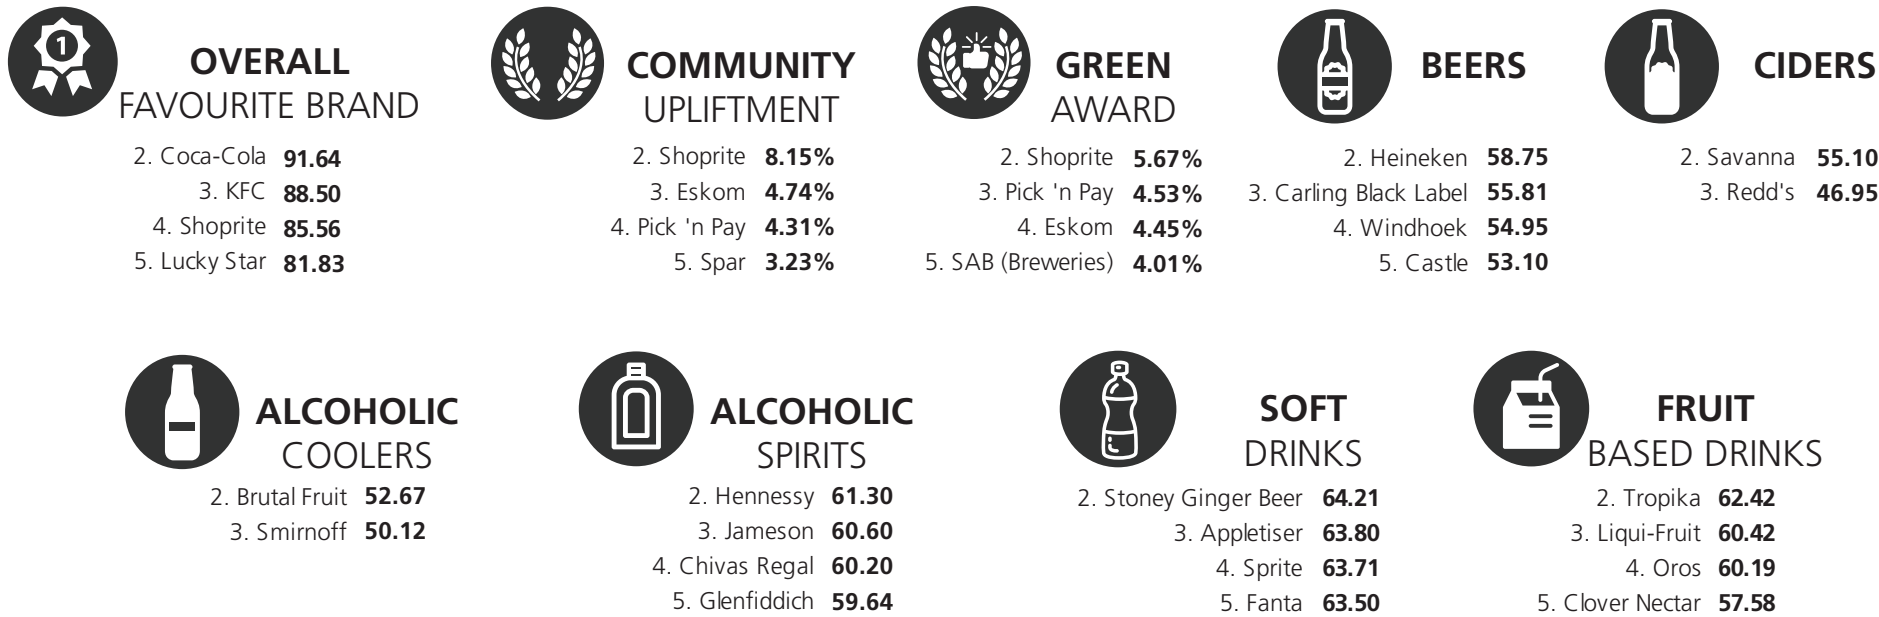 1
OVERALL
FAVOURITE BRAND
2. Coca-Cola 91.64
3. KFC 88.50
4. Shoprite 85.56
5. Lucky Star 81.83
COMMUNITY
UPLIFTMENT
2. Shoprite 8.15%
3. Eskom 4.74%
4. Pick 'n Pay 4.31%
5. Spar 3.23%
GREEN
AWARD
2. Shoprite 5.67%
3. Pick 'n Pay 4.53%
4. Eskom 4.45%
5. SAB (Breweries) 4.01%
BEERS
2. Heineken 58.75
3. Carling Black Label 55.81
4. Windhoek 54.95
5. Castle 53.10
CIDERS
2. Savanna 55.10
3. Redd's 46.95
ALCOHOLIC
COOLERS
2. Brutal Fruit 52.67
3. Smirnoff 50.12
ALCOHOLIC
SPIRITS
2. Hennessy 61.30
3. Jameson 60.60
4. Chivas Regal 60.20
5. Glenfiddich 59.64
SOFT
DRINKS
2. Stoney Ginger Beer 64.21
3. Appletiser 63.80
4. Sprite 63.71
5. Fanta 63.50
FRUIT
BASED DRINKS
2. Tropika 62.42
3. Liqui-Fruit 60.42
4. Oros 60.19
5. Clover Nectar 57.58